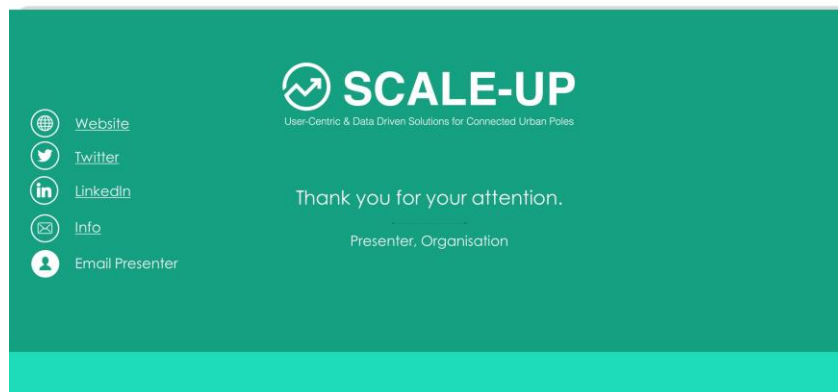 SCALE-UP
User-Centric & Data Driven Solutions for Connected Urban Poles
Website
Twitter
LinkedIn
Info
Email Presenter
Thank you for your attention.
Presenter, Organisation